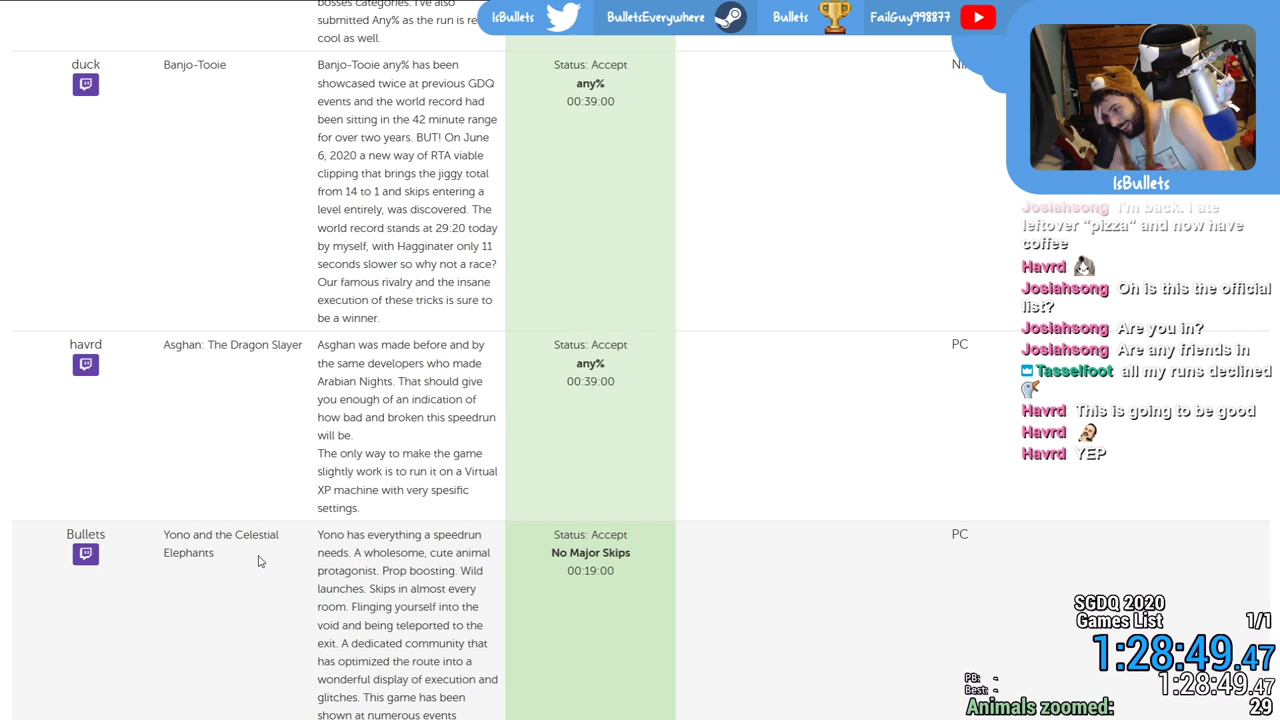 bosses categories. I've also
submitted Any% as the run is re
cool as well.
IsBullets
BulletsEverywhere
Bullets
FailGuy998877
duck
Banjo-Tooie
Banjo-Tooie any% has been
showcased twice at previous GDQ
events and the world record had
been sitting in the 42 minute range
for over two years. BUT! On June
6, 2020 a new way of RTA viable
clipping that brings the jiggy total
from 14 to 1 and skips entering a
level entirely, was discovered. The
world record stands at 29:20 today
by myself, with Hagginater only 11
seconds slower so why not a race?
Our famous rivalry and the insane
execution of these tricks is sure to
be a winner.
Status: Accept
any%
00:39:00
IsBullets
Josiahsong I'm back. I ate
leftover "pizza" and now have
coffee
Havrd
Josiahsong Oh is this the official
list?
Josiahsong Are you in?
Josiahsong Are any friends in
Tasselfoot all my runs declined
Havrd This is going to be good
Havrd
Havrd YEP
havrd
Asghan: The Dragon Slayer
Asghan was made before and by
the same developers who made
Arabian Nights. That should give
you enough of an indication of
how bad and broken this speedrun
will be.
The only way to make the game
slightly work is to run it on a Virtual
XP machine with very spesific
settings.
Status: Accept
any%
00:39:00
PC
Bullets
Yono and the Celestial
Elephants
Yono has everything a speedrun
needs. A wholesome, cute animal
protagonist. Prop boosting. Wild
launches. Skips in almost every
room. Flinging yourself into the
void and being teleported to the
exit. A dedicated community that
has optimized the route into a
wonderful display of execution and
glitches. This game has been
shown at numerous events
Status: Accept
No Major Skips
00:19:00
PC
SGDQ 2020
Games List 1/1
1:28:49.47
PB: -
Best: -
1:28:49.47
Animals zoomed: 29